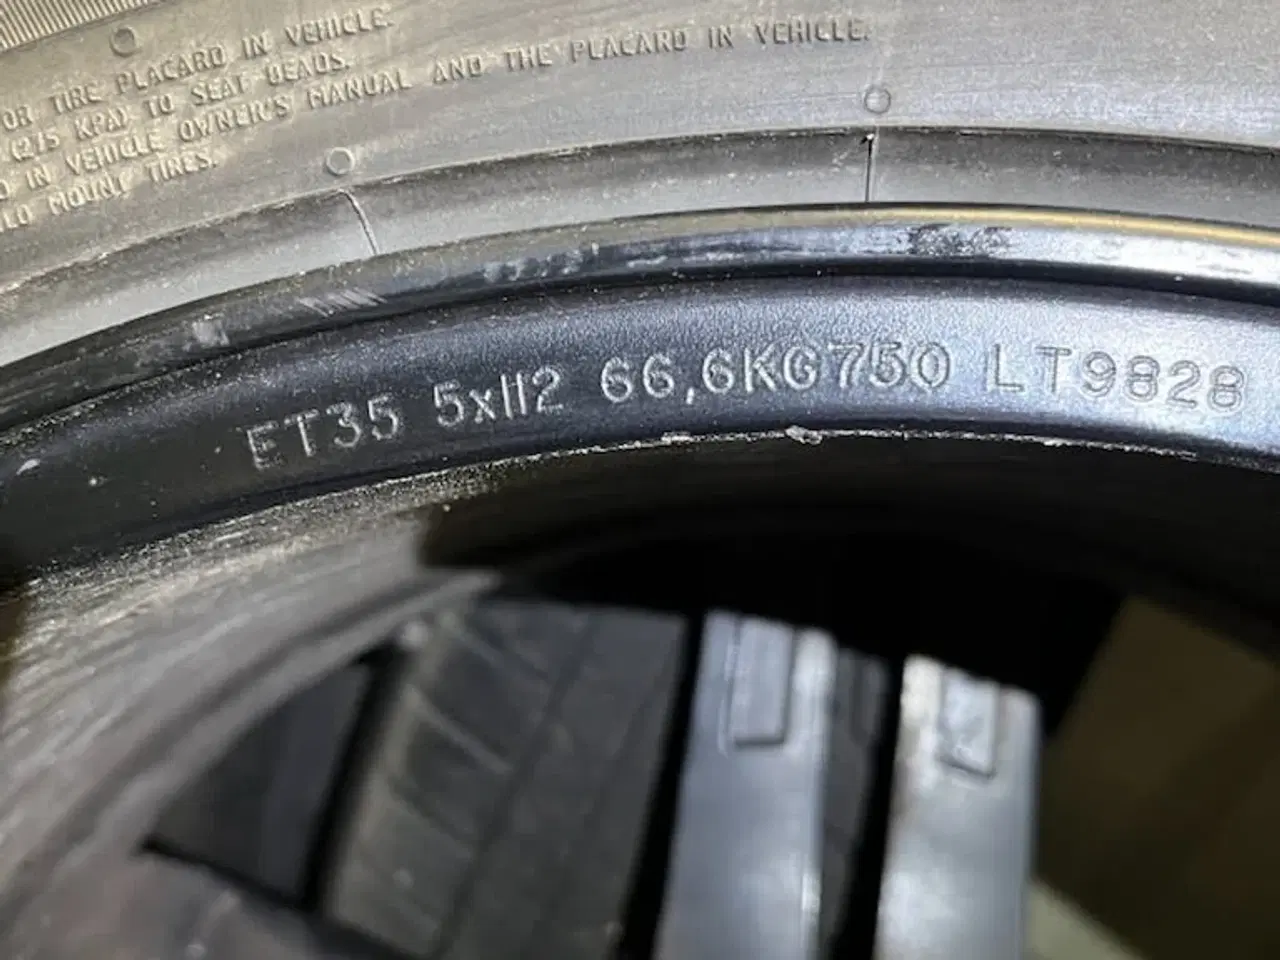 OR TIRE PLACARD IN VEHICLE.
(275 KPA) TO SEAT BEADS.
IN VEHICLE OWNER'S MANUAL AND THE PLACARD IN VEHICLE.
MOUNT TIRES.
ET35 5x112 66,6KG750 LT9828